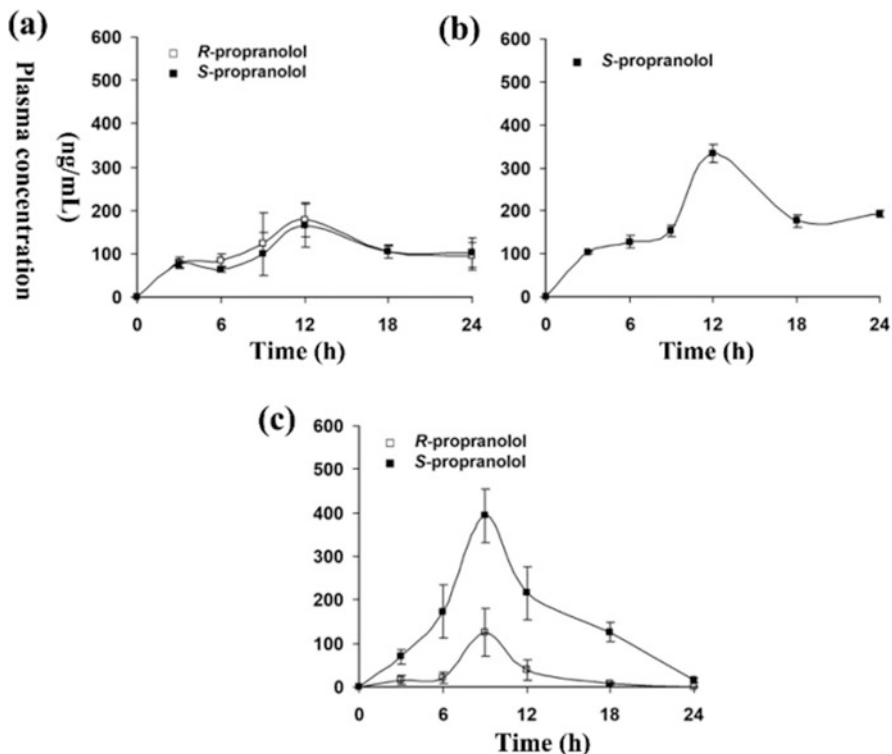 (a)
Plasma concentration
(ng/mL)
600
500
400
300
200
100
0
R-propranolol
S-propranolol
0 6 12 18 24
Time (h)
(b)
600
500
400
300
200
100
0
S-propranolol
0 6 12 18 24
Time (h)
(c)
600
500
400
300
200
100
0
R-propranolol
S-propranolol
0 6 12 18 24
Time (h)